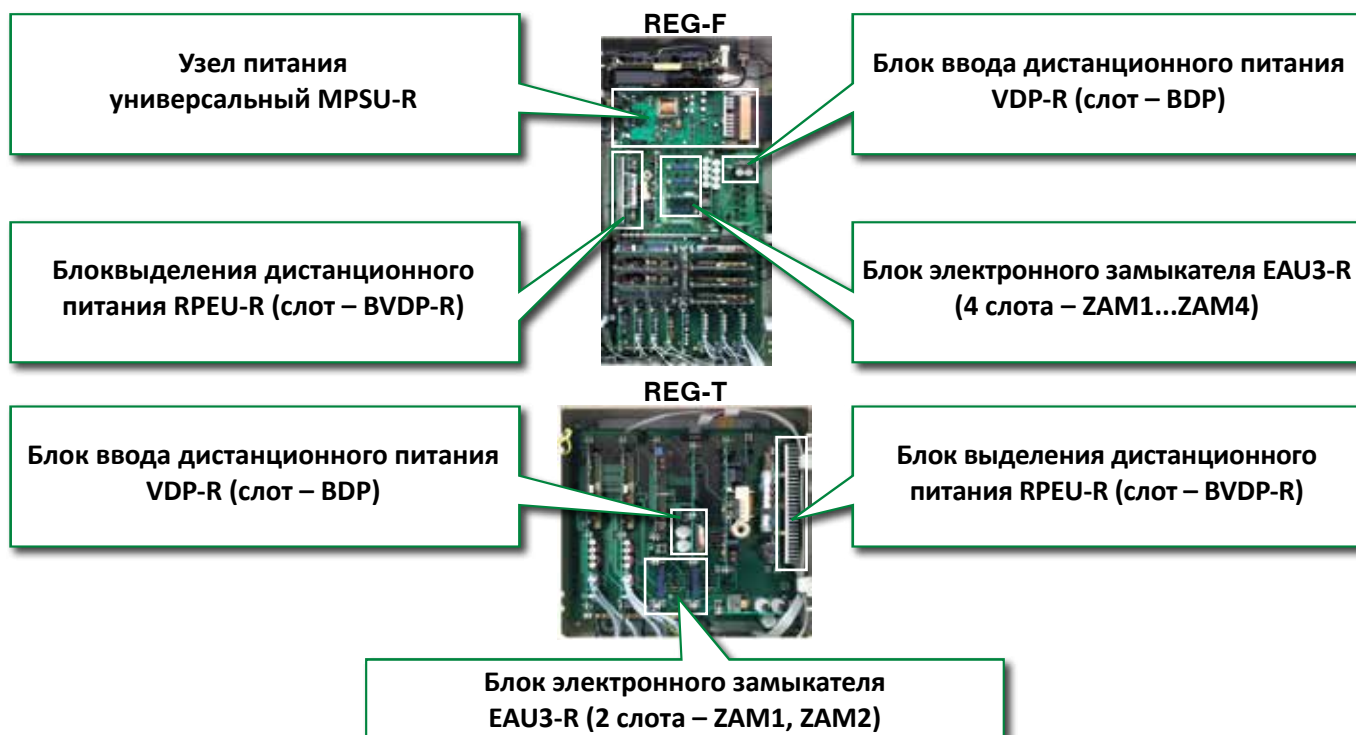 REG-F
Узел питания
универсальный MPSU-R
Блок ввода дистанционного питания
VDP-R (слот – BDP)
Блоквыделения дистанционного
питания RPEU-R (слот – BVDP-R)
Блок электронного замыкателя EAU3-R
(4 слота – ZAM1...ZAM4)
REG-T
Блок ввода дистанционного питания
VDP-R (слот – BDP)
Блок выделения дистанционного
питания RPEU-R (слот – BVDP-R)
Блок электронного замыкателя
EAU3-R (2 слота – ZAM1, ZAM2)